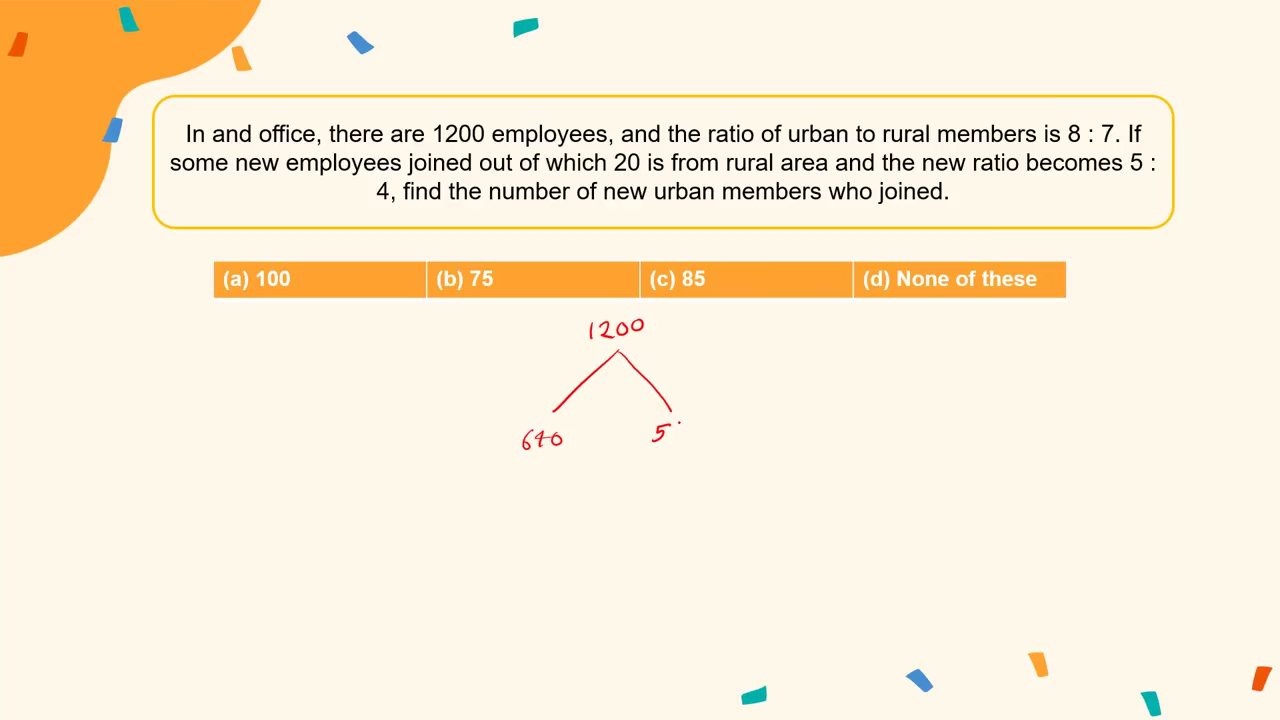 In and office, there are 1200 employees, and the ratio of urban to rural members is 8 : 7. If
some new employees joined out of which 20 is from rural area and the new ratio becomes 5 :
4, find the number of new urban members who joined.
(a) 100 (b) 75 (c) 85 (d) None of these
1200
640 5